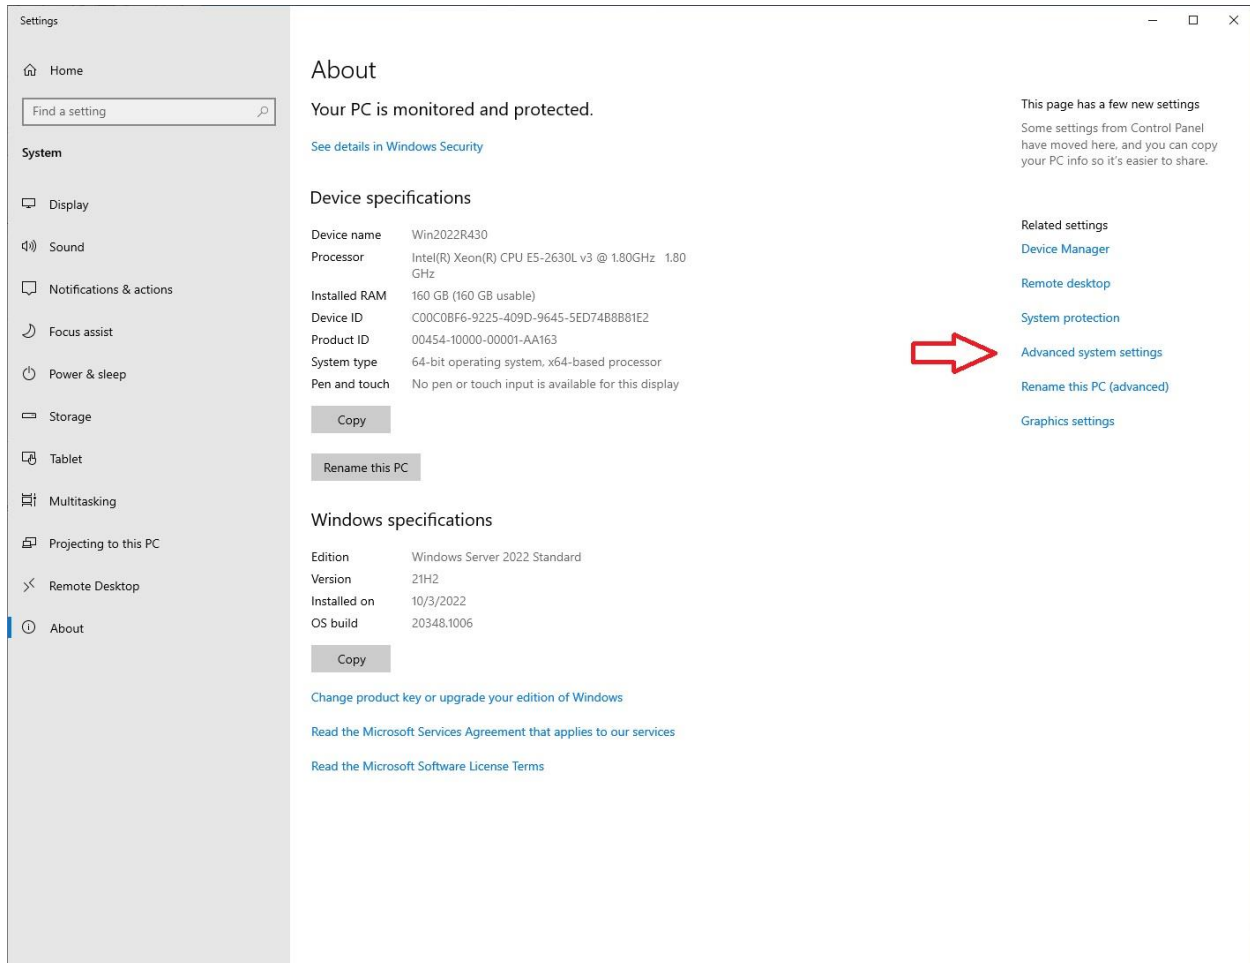 Settings
Home
Find a setting
System
Display
Sound
Notifications & actions
Focus assist
Power & sleep
Storage
Tablet
Multitasking
Projecting to this PC
Remote Desktop
About
About
Your PC is monitored and protected.
See details in Windows Security
Device specifications
Device name Win2022R430
Processor Intel(R) Xeon(R) CPU E5-2630L v3 @ 1.80GHz 1.80
GHz
Installed RAM 160 GB (160 GB usable)
Device ID C00C0BF6-9225-409D-9645-5ED74B8B81E2
Product ID 00454-10000-00001-AA163
System type 64-bit operating system, x64-based processor
Pen and touch No pen or touch input is available for this display
Copy
Rename this PC
Windows specifications
Edition Windows Server 2022 Standard
Version 21H2
Installed on 10/3/2022
OS build 20348.1006
Copy
Change product key or upgrade your edition of Windows
Read the Microsoft Services Agreement that applies to our services
Read the Microsoft Software License Terms
This page has a few new settings
Some settings from Control Panel
have moved here, and you can copy
your PC info so it's easier to share.
Related settings
Device Manager
Remote desktop
System protection
Advanced system settings
Rename this PC (advanced)
Graphics settings